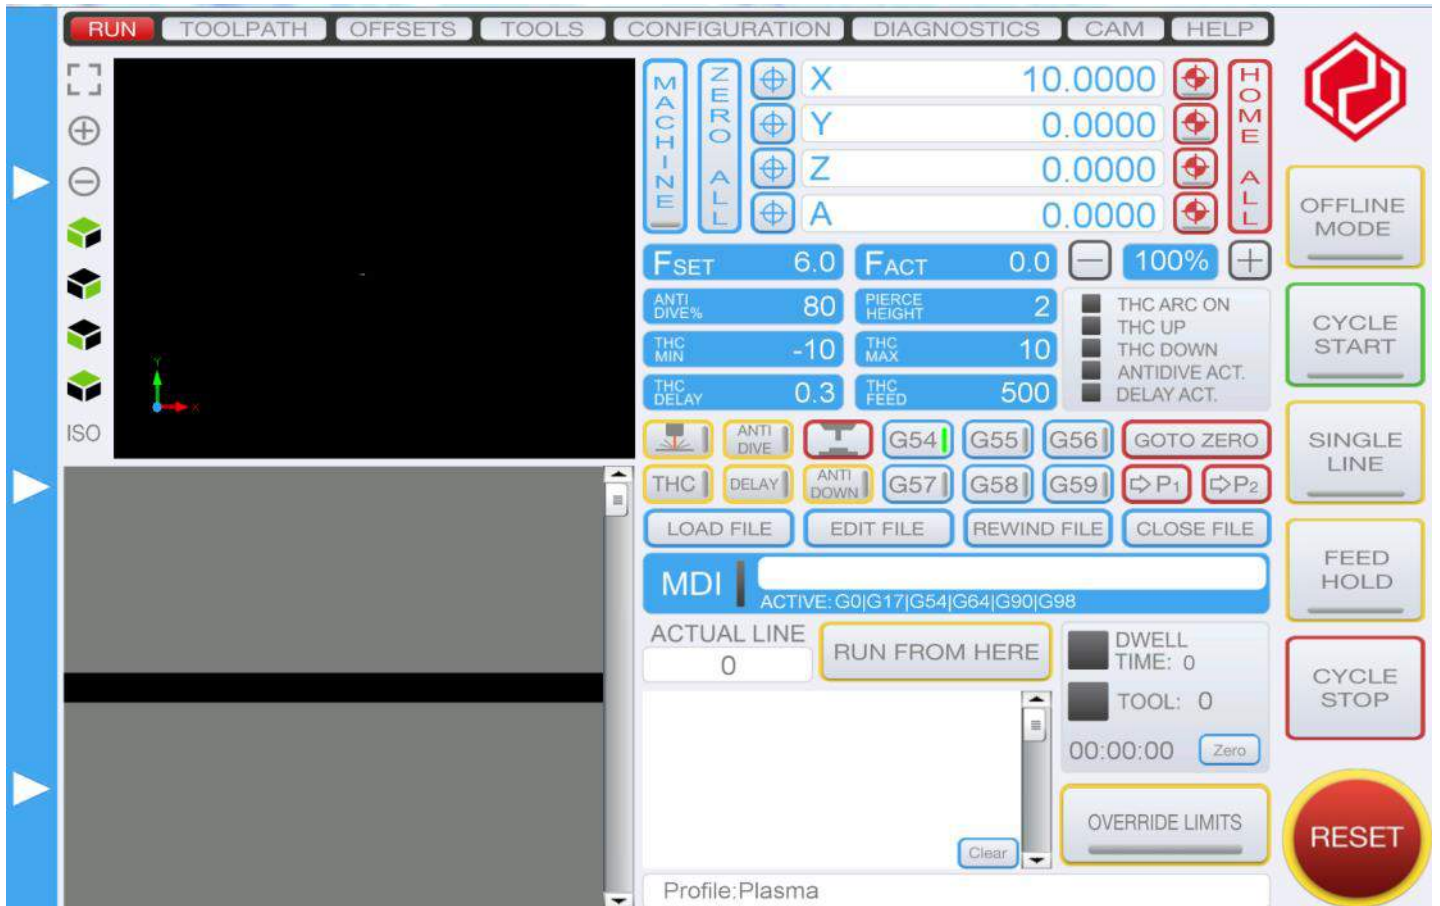 RUN TOOLPATH OFFSETS TOOLS CONFIGURATION DIAGNOSTICS CAM HELP
MACHINE
ZERO ALL
X 10.0000
Y 0.0000
Z 0.0000
A 0.0000
HOME ALL
FSET 6.0 FACT 0.0 100%
ANTI DIVE% 80 PIERCE HEIGHT 2
THC MIN -10 THC MAX 10
THC DELAY 0.3 THC FEED 500
THC ARC ON
THC UP
THC DOWN
ANTIDIVE ACT.
DELAY ACT.
Y
X
ISO
ANTI DIVE G54 G55 G56 GOTO ZERO
THC DELAY ANTI DOWN G57 G58 G59 P1 P2
LOAD FILE EDIT FILE REWIND FILE CLOSE FILE
MDI
ACTIVE: G0|G17|G54|G64|G90|G98
ACTUAL LINE
0
RUN FROM HERE
DWELL
TIME: 0
TOOL: 0
00:00:00 Zero
Clear
OVERRIDE LIMITS
Profile:Plasma
OFFLINE
MODE
CYCLE
START
SINGLE
LINE
FEED
HOLD
CYCLE
STOP
RESET